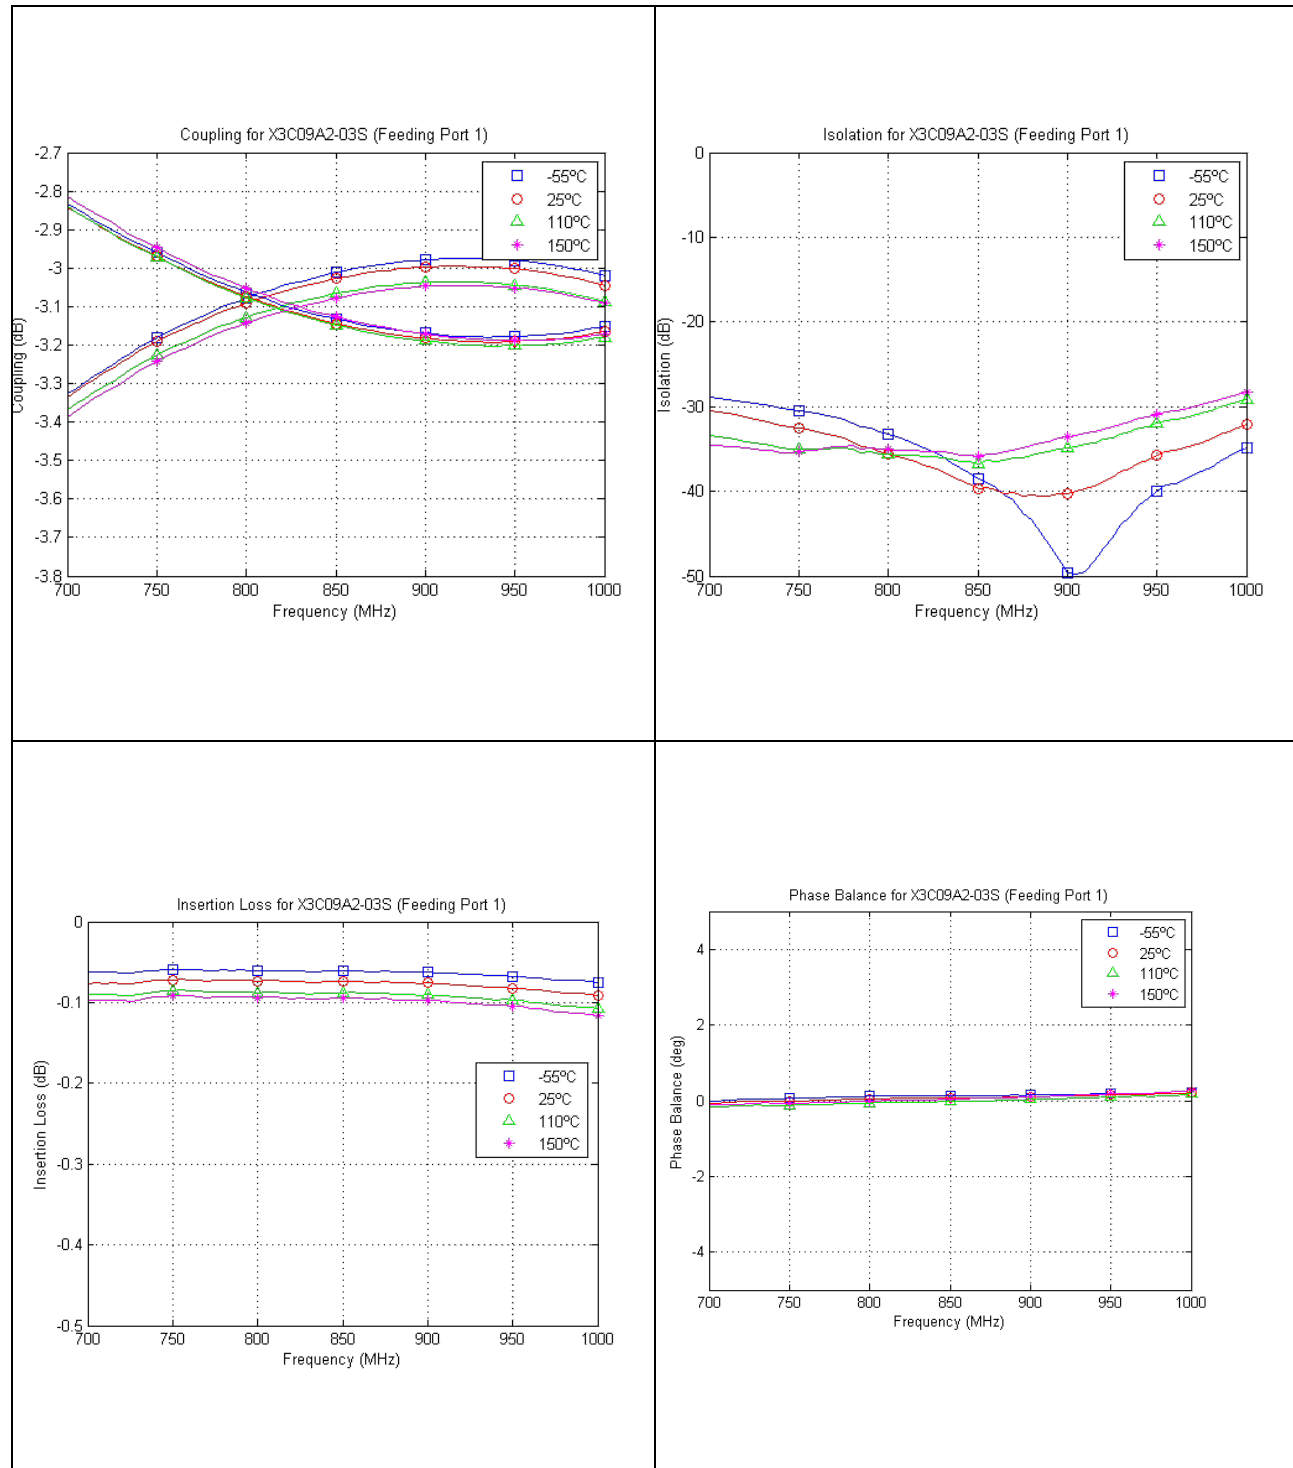 Coupling for X3C09A2-03S (Feeding Port 1)
-2.7
-2.8
-2.9
-3
-3.1
-3.2
-3.3
-3.4
-3.5
-3.6
-3.7
-3.8
Coupling (dB)
-55ºC
25ºC
110ºC
150ºC
700 750 800 850 900 950 1000
Frequency (MHz)
Isolation for X3C09A2-03S (Feeding Port 1)
0
-10
-20
-30
-40
-50
Isolation (dB)
-55ºC
25ºC
110ºC
150ºC
700 750 800 850 900 950 1000
Frequency (MHz)
Insertion Loss for X3C09A2-03S (Feeding Port 1)
0
-0.1
-0.2
-0.3
-0.4
-0.5
Insertion Loss (dB)
-55ºC
25ºC
110ºC
150ºC
700 750 800 850 900 950 1000
Frequency (MHz)
Phase Balance for X3C09A2-03S (Feeding Port 1)
4
2
0
-2
-4
Phase Balance (deg)
-55ºC
25ºC
110ºC
150ºC
700 750 800 850 900 950 1000
Frequency (MHz)